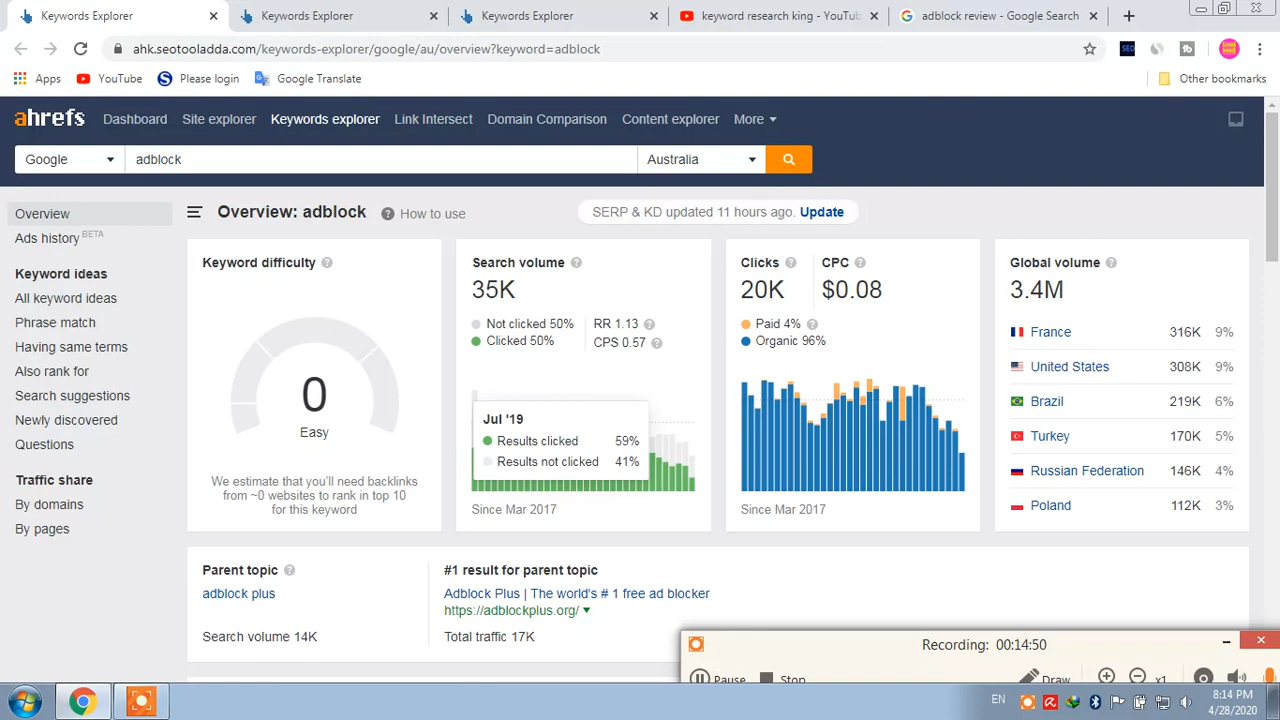 Keywords Explorer
Keywords Explorer
Keywords Explorer
keyword research king - YouTu
adblock review - Google Search
ahk.seotooladda.com/keywords-explorer/google/au/overview?keyword=adblock
SEO
Apps
YouTube
Please login
Google Translate
Other bookmarks
ahrefs
Dashboard
Site explorer
Keywords explorer
Link Intersect
Domain Comparison
Content explorer
More
Google
adblock
Australia
Overview
Ads history BETA
Keyword ideas
All keyword ideas
Phrase match
Having same terms
Also rank for
Search suggestions
Newly discovered
Questions
Traffic share
By domains
By pages
Overview: adblock
? How to use
SERP & KD updated 11 hours ago. Update
Keyword difficulty ?
0
Easy
We estimate that you'll need backlinks
from ~0 websites to rank in top 10
for this keyword
Search volume ?
35K
Not clicked 50%
Clicked 50%
RR 1.13 ?
CPS 0.57 ?
Jul '19
Results clicked 59%
Results not clicked 41%
Since Mar 2017
Clicks ?
20K
CPC ?
$0.08
Paid 4% ?
Organic 96%
Since Mar 2017
Global volume ?
3.4M
France 316K 9%
United States 308K 9%
Brazil 219K 6%
Turkey 170K 5%
Russian Federation 146K 4%
Poland 112K 3%
Parent topic ?
adblock plus
Search volume 14K
#1 result for parent topic
Adblock Plus | The world's # 1 free ad blocker
https://adblockplus.org/
Total traffic 17K
Recording: 00:14:50
Pause
Stop
Draw
x1
EN
8:14 PM
4/28/2020